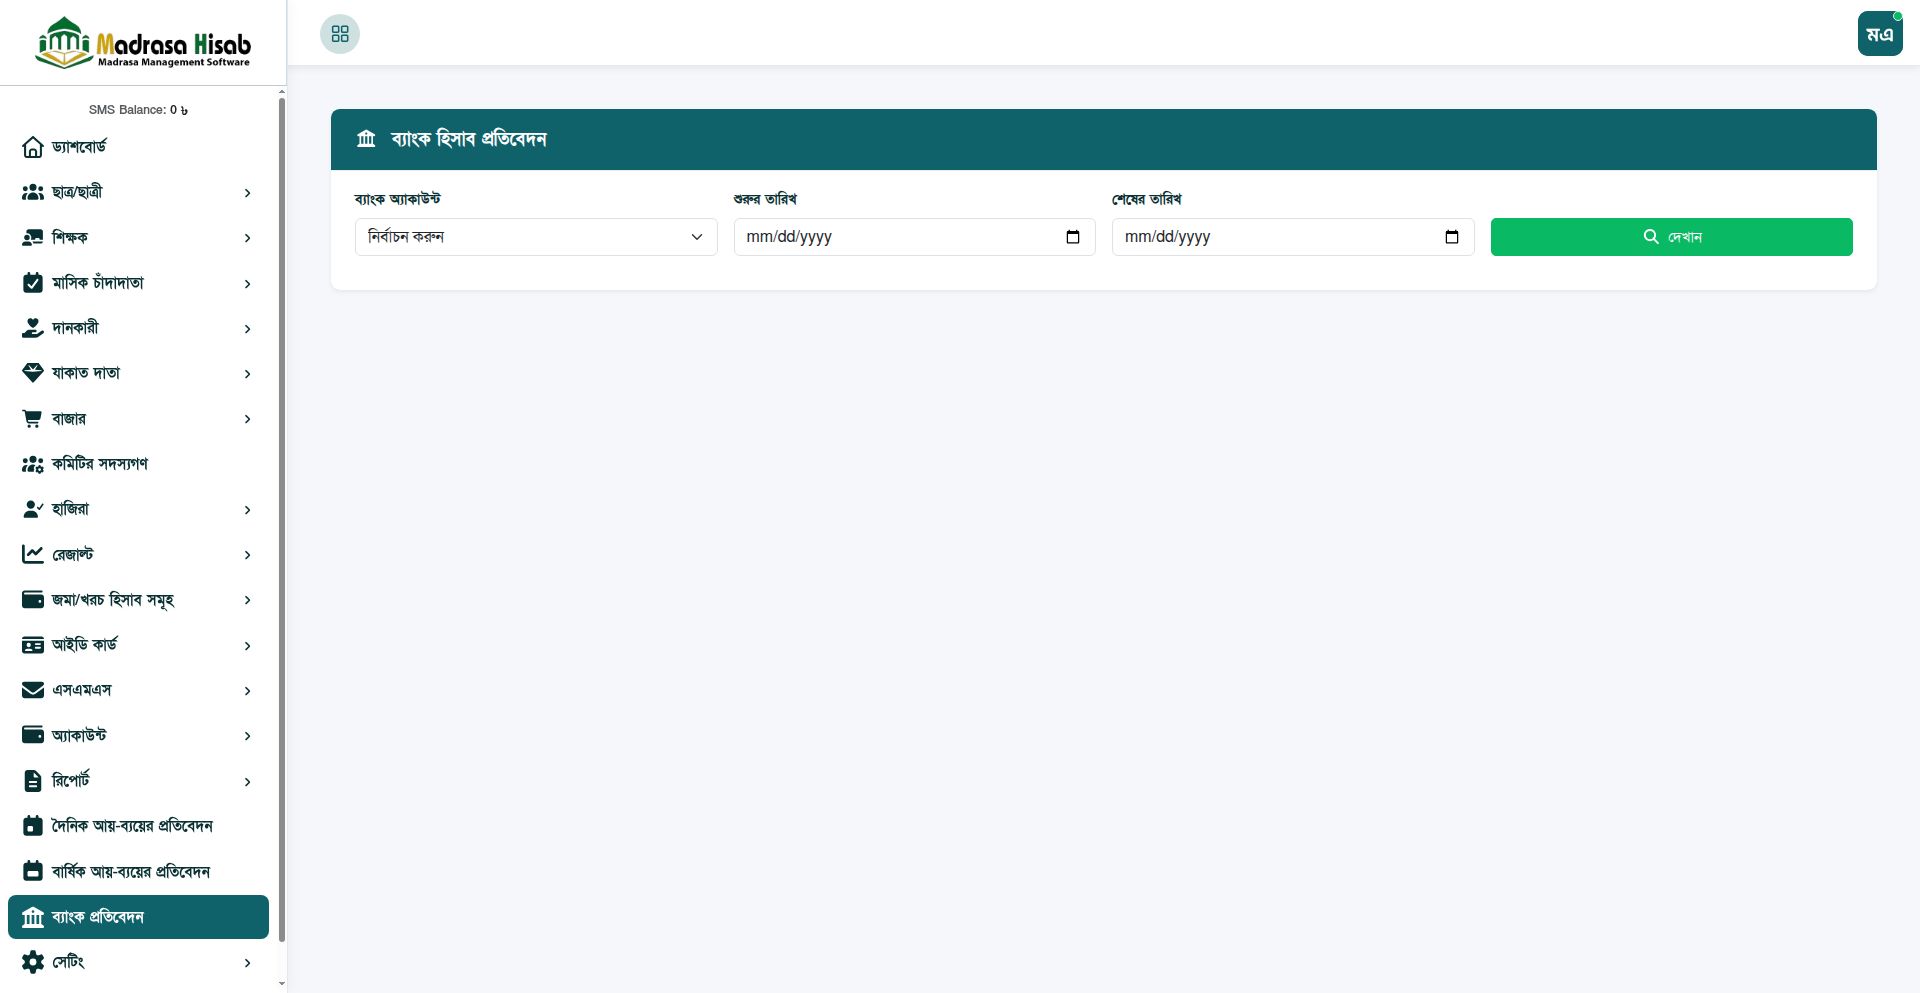 Madrasa Hisab
Madrasa Management Software
SMS Balance: 0 ৳
ড্যাশবোর্ড
ছাত্র/ছাত্রী
শিক্ষক
মাসিক চাঁদাদাতা
দানকারী
যাকাত দাতা
বাজার
কমিটির সদস্যগণ
হাজিরা
রেজাল্ট
জমা/খরচ হিসাব সমূহ
আইডি কার্ড
এসএমএস
অ্যাকাউন্ট
রিপোর্ট
দৈনিক আয়-ব্যয়ের প্রতিবেদন
বার্ষিক আয়-ব্যয়ের প্রতিবেদন
ব্যাংক প্রতিবেদন
সেটিং
মএ
ব্যাংক হিসাব প্রতিবেদন
ব্যাংক অ্যাকাউন্ট
নির্বাচন করুন
শুরুর তারিখ
mm/dd/yyyy
শেষের তারিখ
mm/dd/yyyy
দেখান